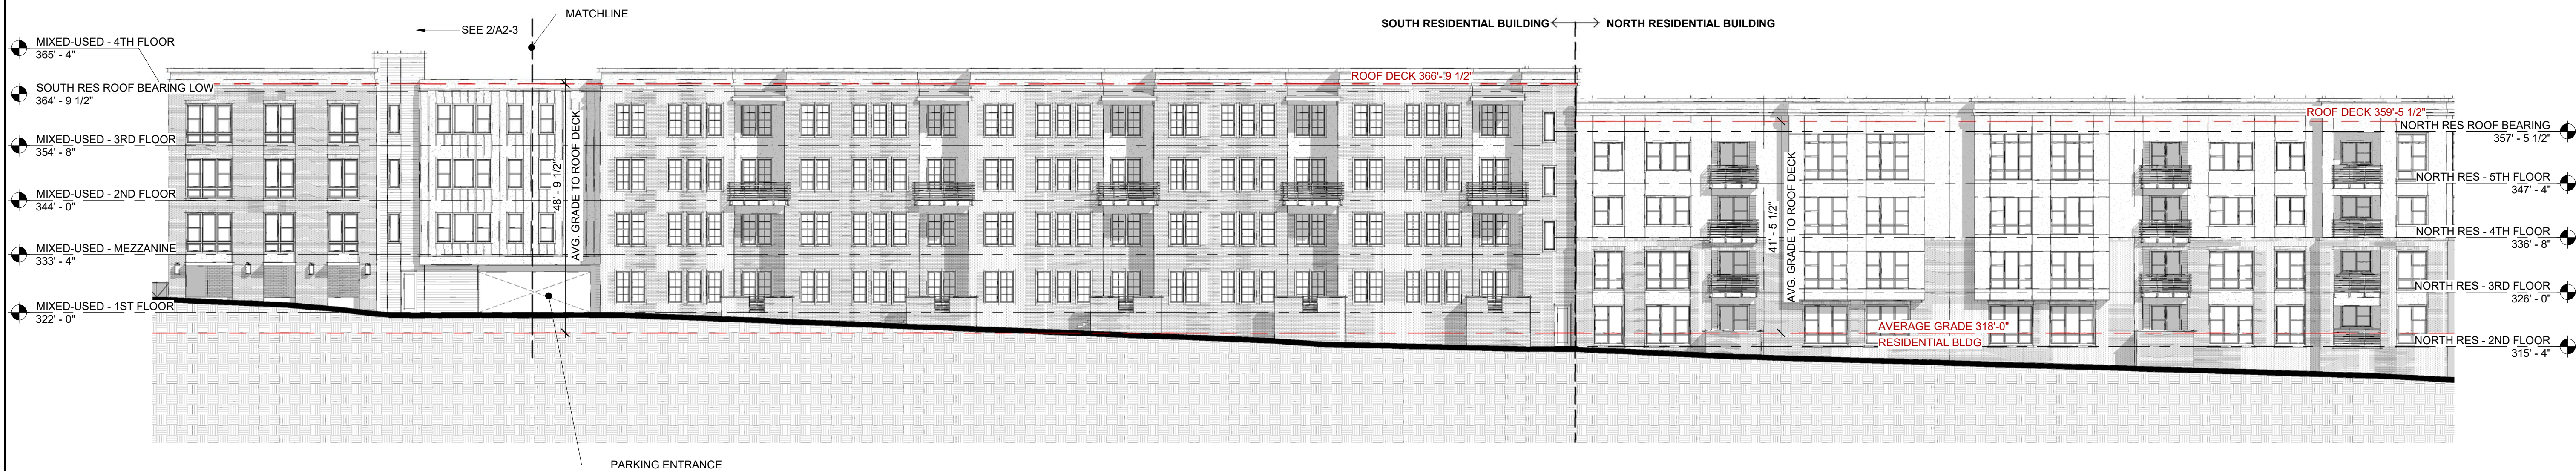 MATCHLINE
SEE 2/A2-3
SOUTH RESIDENTIAL BUILDING
NORTH RESIDENTIAL BUILDING
MIXED-USED - 4TH FLOOR
365' - 4"
SOUTH RES ROOF BEARING LOW
364' - 9 1/2"
MIXED-USED - 3RD FLOOR
354' - 8"
MIXED-USED - 2ND FLOOR
344' - 0"
MIXED-USED - MEZZANINE
333' - 4"
MIXED-USED - 1ST FLOOR
322' - 0"
48' - 9 1/2"
AVG. GRADE TO ROOF DECK
ROOF DECK 366'- 9 1/2"
41' - 5 1/2"
AVG. GRADE TO ROOF DECK
ROOF DECK 359'-5 1/2"
AVERAGE GRADE 318'-0"
RESIDENTIAL BLDG
NORTH RES ROOF BEARING
357' - 5 1/2"
NORTH RES - 5TH FLOOR
347' - 4"
NORTH RES - 4TH FLOOR
336' - 8"
NORTH RES - 3RD FLOOR
326' - 0"
NORTH RES - 2ND FLOOR
315' - 4"
PARKING ENTRANCE